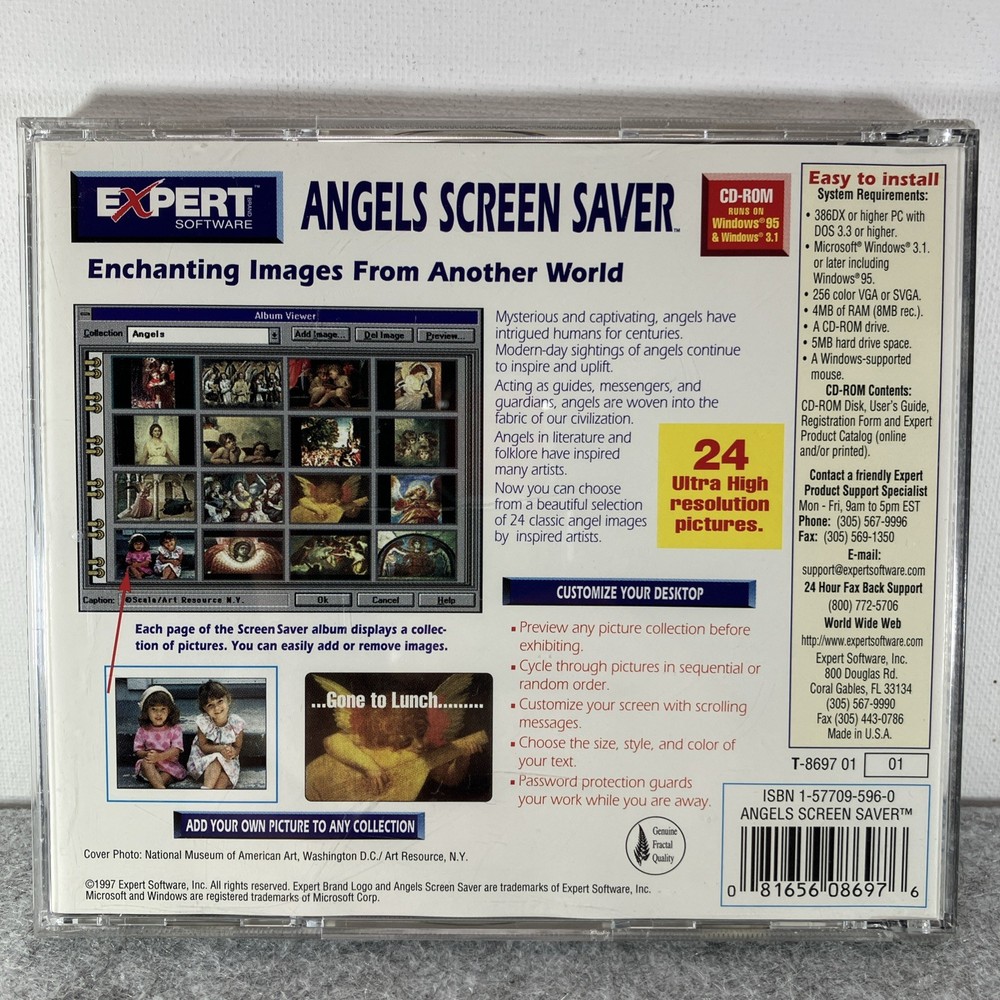 EXPERT™
BRAND
SOFTWARE
ANGELS SCREEN SAVER™
CD-ROM
RUNS ON
Windows® 95
& Windows® 3.1
Enchanting Images From Another World
Album Viewer
Collection
Angels
Add Image...
Del Image
Preview...
Caption:
©Scala/Art Resource N.Y.
Ok
Cancel
Help
Each page of the Screen Saver album displays a collec-
tion of pictures. You can easily add or remove images.
...Gone to Lunch.........
ADD YOUR OWN PICTURE TO ANY COLLECTION
Mysterious and captivating, angels have
intrigued humans for centuries.
Modern-day sightings of angels continue
to inspire and uplift.
Acting as guides, messengers, and
guardians, angels are woven into the
fabric of our civilization.
Angels in literature and
folklore have inspired
many artists.
Now you can choose
from a beautiful selection
of 24 classic angel images
by inspired artists.
24
Ultra High
resolution
pictures.
CUSTOMIZE YOUR DESKTOP
▪ Preview any picture collection before
exhibiting.
▪ Cycle through pictures in sequential or
random order.
▪ Customize your screen with scrolling
messages.
▪ Choose the size, style, and color of
your text.
▪ Password protection guards
your work while you are away.
Genuine
Fractal
Quality
Cover Photo: National Museum of American Art, Washington D.C./ Art Resource, N.Y.
©1997 Expert Software, Inc. All rights reserved. Expert Brand Logo and Angels Screen Saver are trademarks of Expert Software, Inc.
Microsoft and Windows are registered trademarks of Microsoft Corp.
Easy to install
System Requirements:
• 386DX or higher PC with
DOS 3.3 or higher.
• Microsoft® Windows® 3.1.
or later including
Windows® 95.
• 256 color VGA or SVGA.
• 4MB of RAM (8MB rec.).
• A CD-ROM drive.
• 5MB hard drive space.
• A Windows-supported
mouse.
CD-ROM Contents:
CD-ROM Disk, User's Guide,
Registration Form and Expert
Product Catalog (online
and/or printed).
Contact a friendly Expert
Product Support Specialist
Mon - Fri, 9am to 5pm EST
Phone: (305) 567-9996
Fax: (305) 569-1350
E-mail:
support@expertsoftware.com
24 Hour Fax Back Support
(800) 772-5706
World Wide Web
http://www.expertsoftware.com
Expert Software, Inc.
800 Douglas Rd.
Coral Gables, FL 33134
(305) 567-9990
Fax (305) 443-0786
Made in U.S.A.
T-8697 01
01
ISBN 1-57709-596-0
ANGELS SCREEN SAVER™
0 81656 08697 6